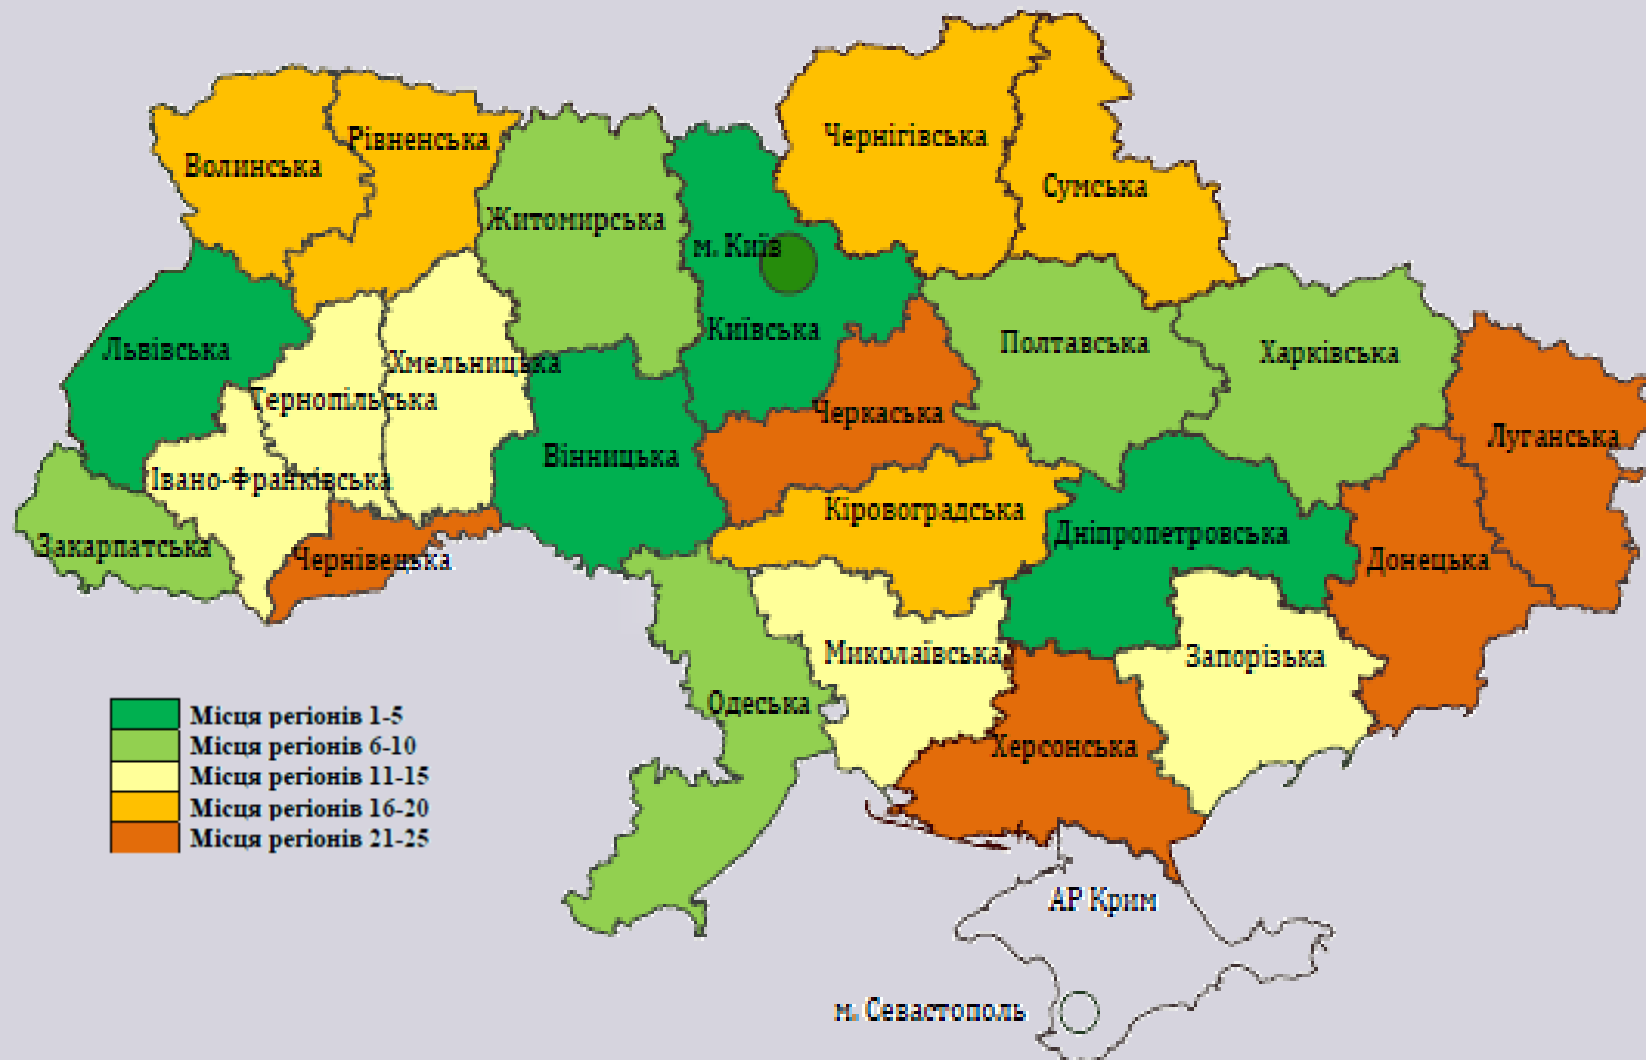 Волинська
Рівненська
Житомирська
м. Київ
Київська
Чернігівська
Сумська
Львівська
Тернопільська
Хмельницька
Івано-Франківська
Закарпатська
Чернівецька
Вінницька
Черкаська
Полтавська
Харківська
Луганська
Кіровоградська
Дніпропетровська
Донецька
Миколаівська
Запорізька
Одеська
Херсонська
АР Крим
м. Севастополь
Місця регіонів 1-5
Місця регіонів 6-10
Місця регіонів 11-15
Місця регіонів 16-20
Місця регіонів 21-25